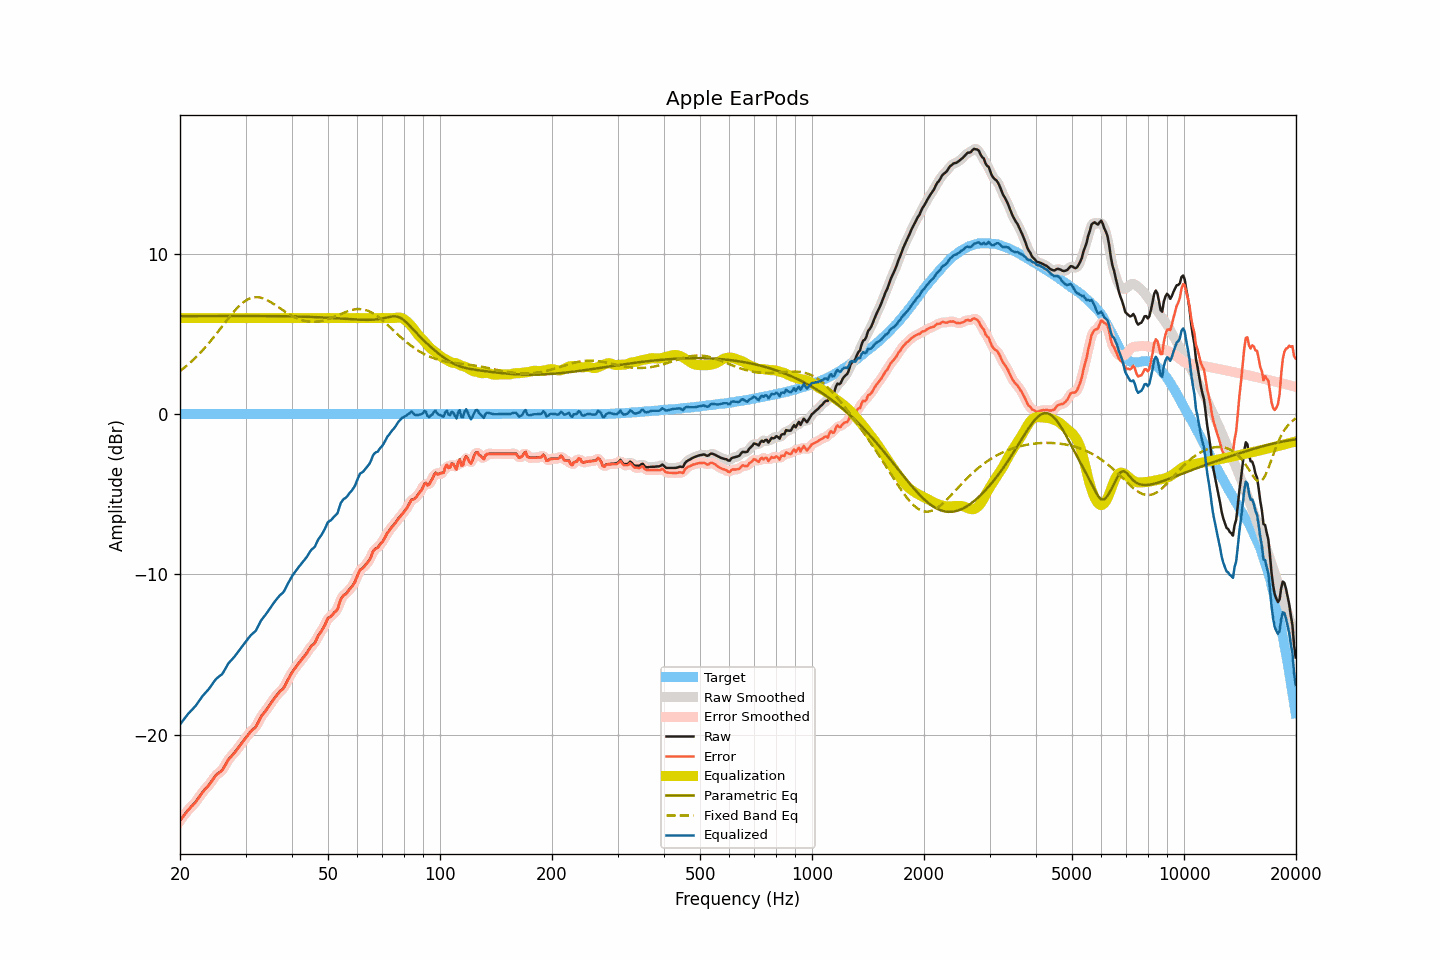 Apple EarPods
Amplitude (dBr)
10
0
−10
−20
20
50
100
200
500
1000
2000
5000
10000
20000
Frequency (Hz)
Target
Raw Smoothed
Error Smoothed
Raw
Error
Equalization
Parametric Eq
Fixed Band Eq
Equalized